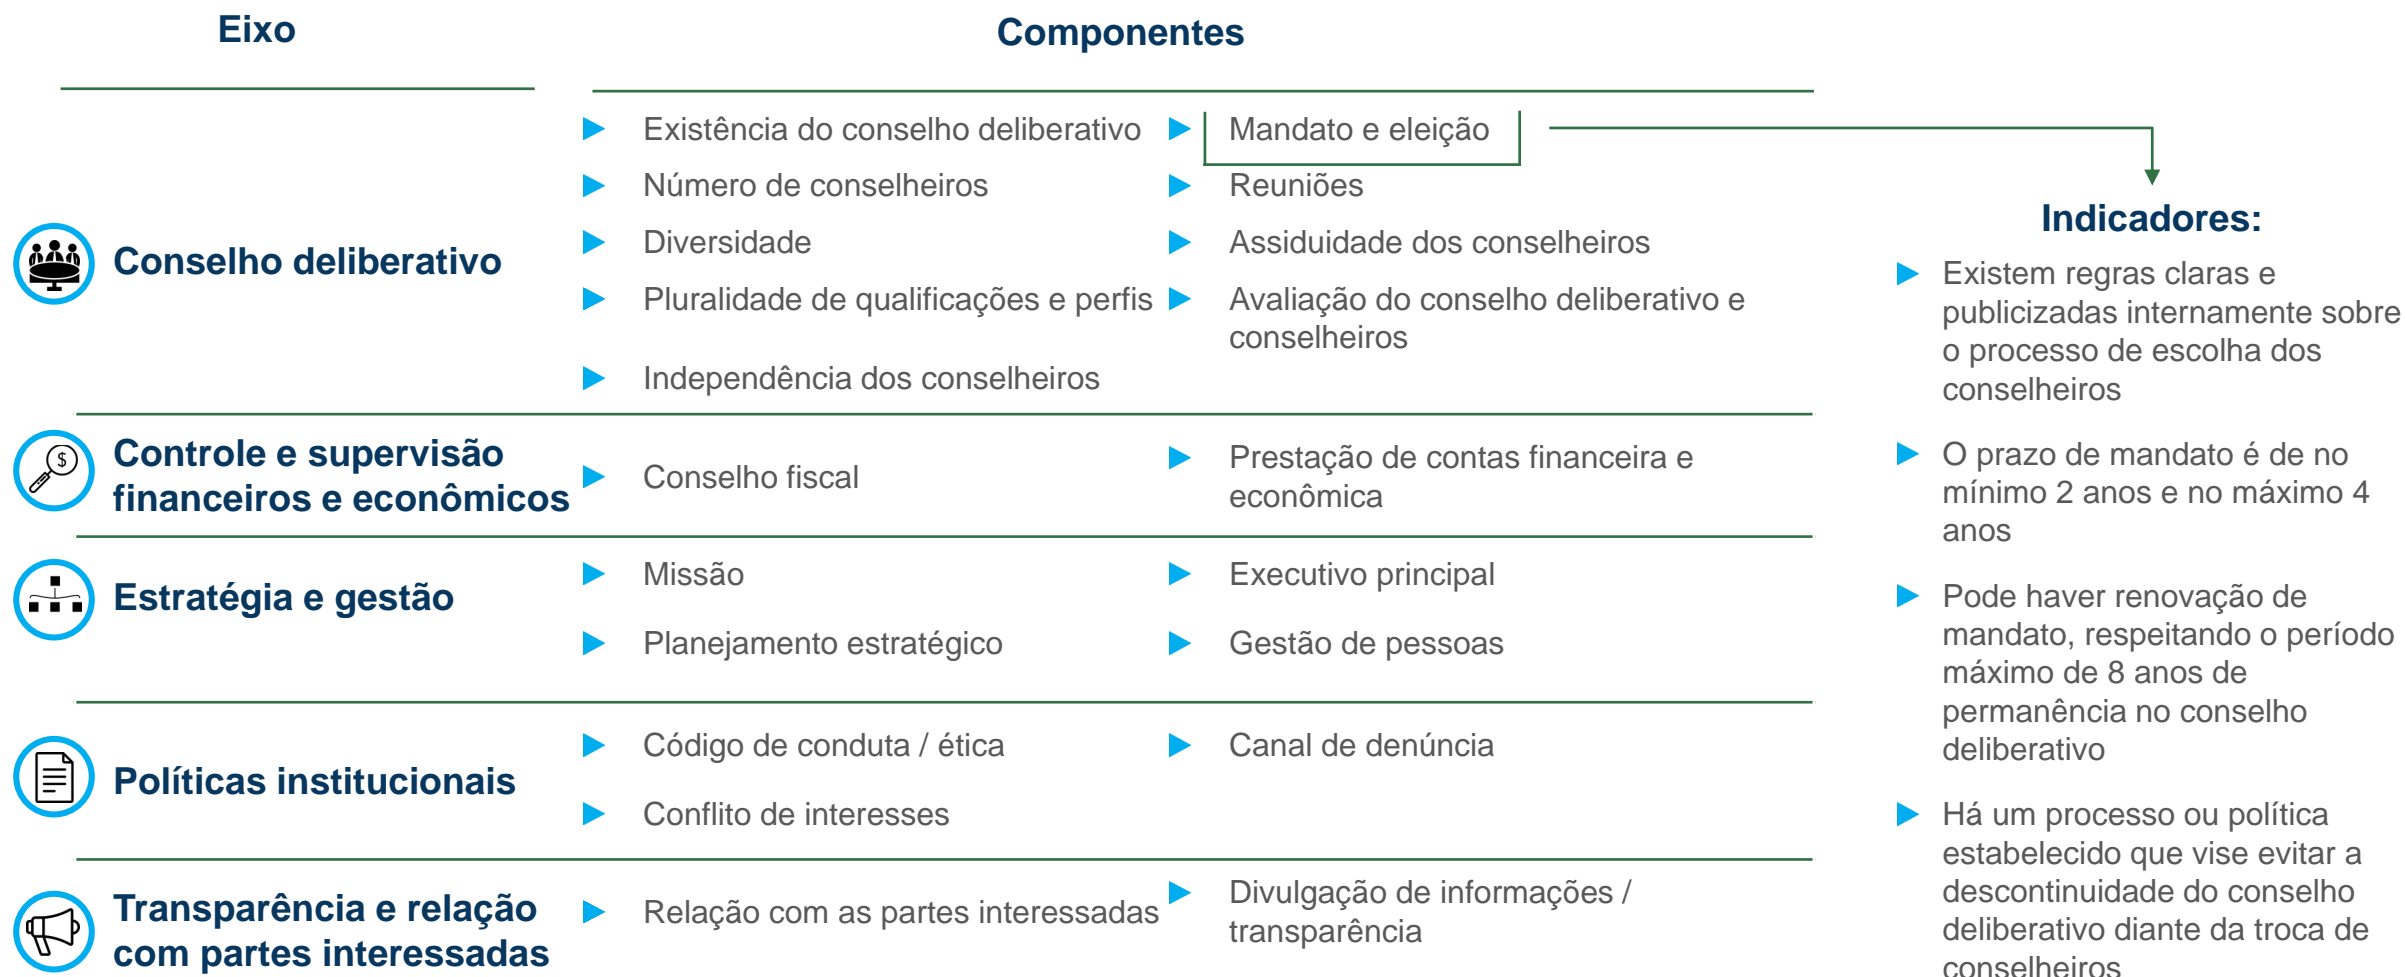 Eixo
Componentes
Conselho deliberativo
Existência do conselho deliberativo
Número de conselheiros
Diversidade
Pluralidade de qualificações e perfis
Independência dos conselheiros
Mandato e eleição
Reuniões
Assiduidade dos conselheiros
Avaliação do conselho deliberativo e
conselheiros
Controle e supervisão
financeiros e econômicos
$
Conselho fiscal
Prestação de contas financeira e
econômica
Estratégia e gestão
Missão
Planejamento estratégico
Executivo principal
Gestão de pessoas
Políticas institucionais
Código de conduta / ética
Conflito de interesses
Canal de denúncia
Transparência e relação
com partes interessadas
Relação com as partes interessadas
Divulgação de informações /
transparência
Indicadores:
Existem regras claras e
publicizadas internamente sobre
o processo de escolha dos
conselheiros
O prazo de mandato é de no
mínimo 2 anos e no máximo 4
anos
Pode haver renovação de
mandato, respeitando o período
máximo de 8 anos de
permanência no conselho
deliberativo
Há um processo ou política
estabelecido que vise evitar a
descontinuidade do conselho
deliberativo diante da troca de
conselheiros